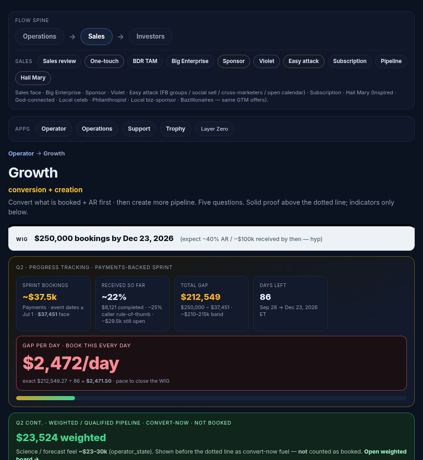 FLOW SPINE
Operations → Sales → Investors
SALES Sales review One-touch BDR TAM Big Enterprise Sponsor Violet Easy attack Subscription Pipeline
Hail Mary
Sales face · Big Enterprise · Sponsor · Violet · Easy attack (FB groups / social sell / cross-marketers / open calendar) · Subscription · Hail Mary (Inspired ·
God-connected · Local celeb · Philanthropist · Local biz-sponsor · Bazillionaires — same GTM offers).
APPS Operator Operations Support Trophy Layer Zero
Operator → Growth
Growth
conversion + creation
Convert what is booked + AR first · then create more pipeline. Five questions. Solid proof above the dotted line; indicators only
below.
WIG $250,000 bookings by Dec 23, 2026 (expect ~40% AR / ~$100k received by then — hyp)
Q2 · PROGRESS TRACKING · PAYMENTS-BACKED SPRINT
SPRINT BOOKINGS
~$37.5k
Payments · event dates ≥
Jul 1 · $37,451 face
RECEIVED SO FAR
~22%
$8,121 completed · ~25%
caller rule-of-thumb ·
~$29.5k still open
TOTAL GAP
$212,549
$250,000 − $37,451 ·
~$210–215k band
DAYS LEFT
86
Sep 28 → Dec 23, 2026
ET
GAP PER DAY · BOOK THIS EVERY DAY
$2,472/day
exact $212,549.27 ÷ 86 = $2,471.50 · pace to close the WIG
Q2 CONT. · WEIGHTED / QUALIFIED PIPELINE · CONVERT-NOW · NOT BOOKED
$23,524 weighted
Science / forecast feel ~$23–30k (operator_state). Shown before the dotted line as convert-now fuel — not counted as booked. Open weighted
board →